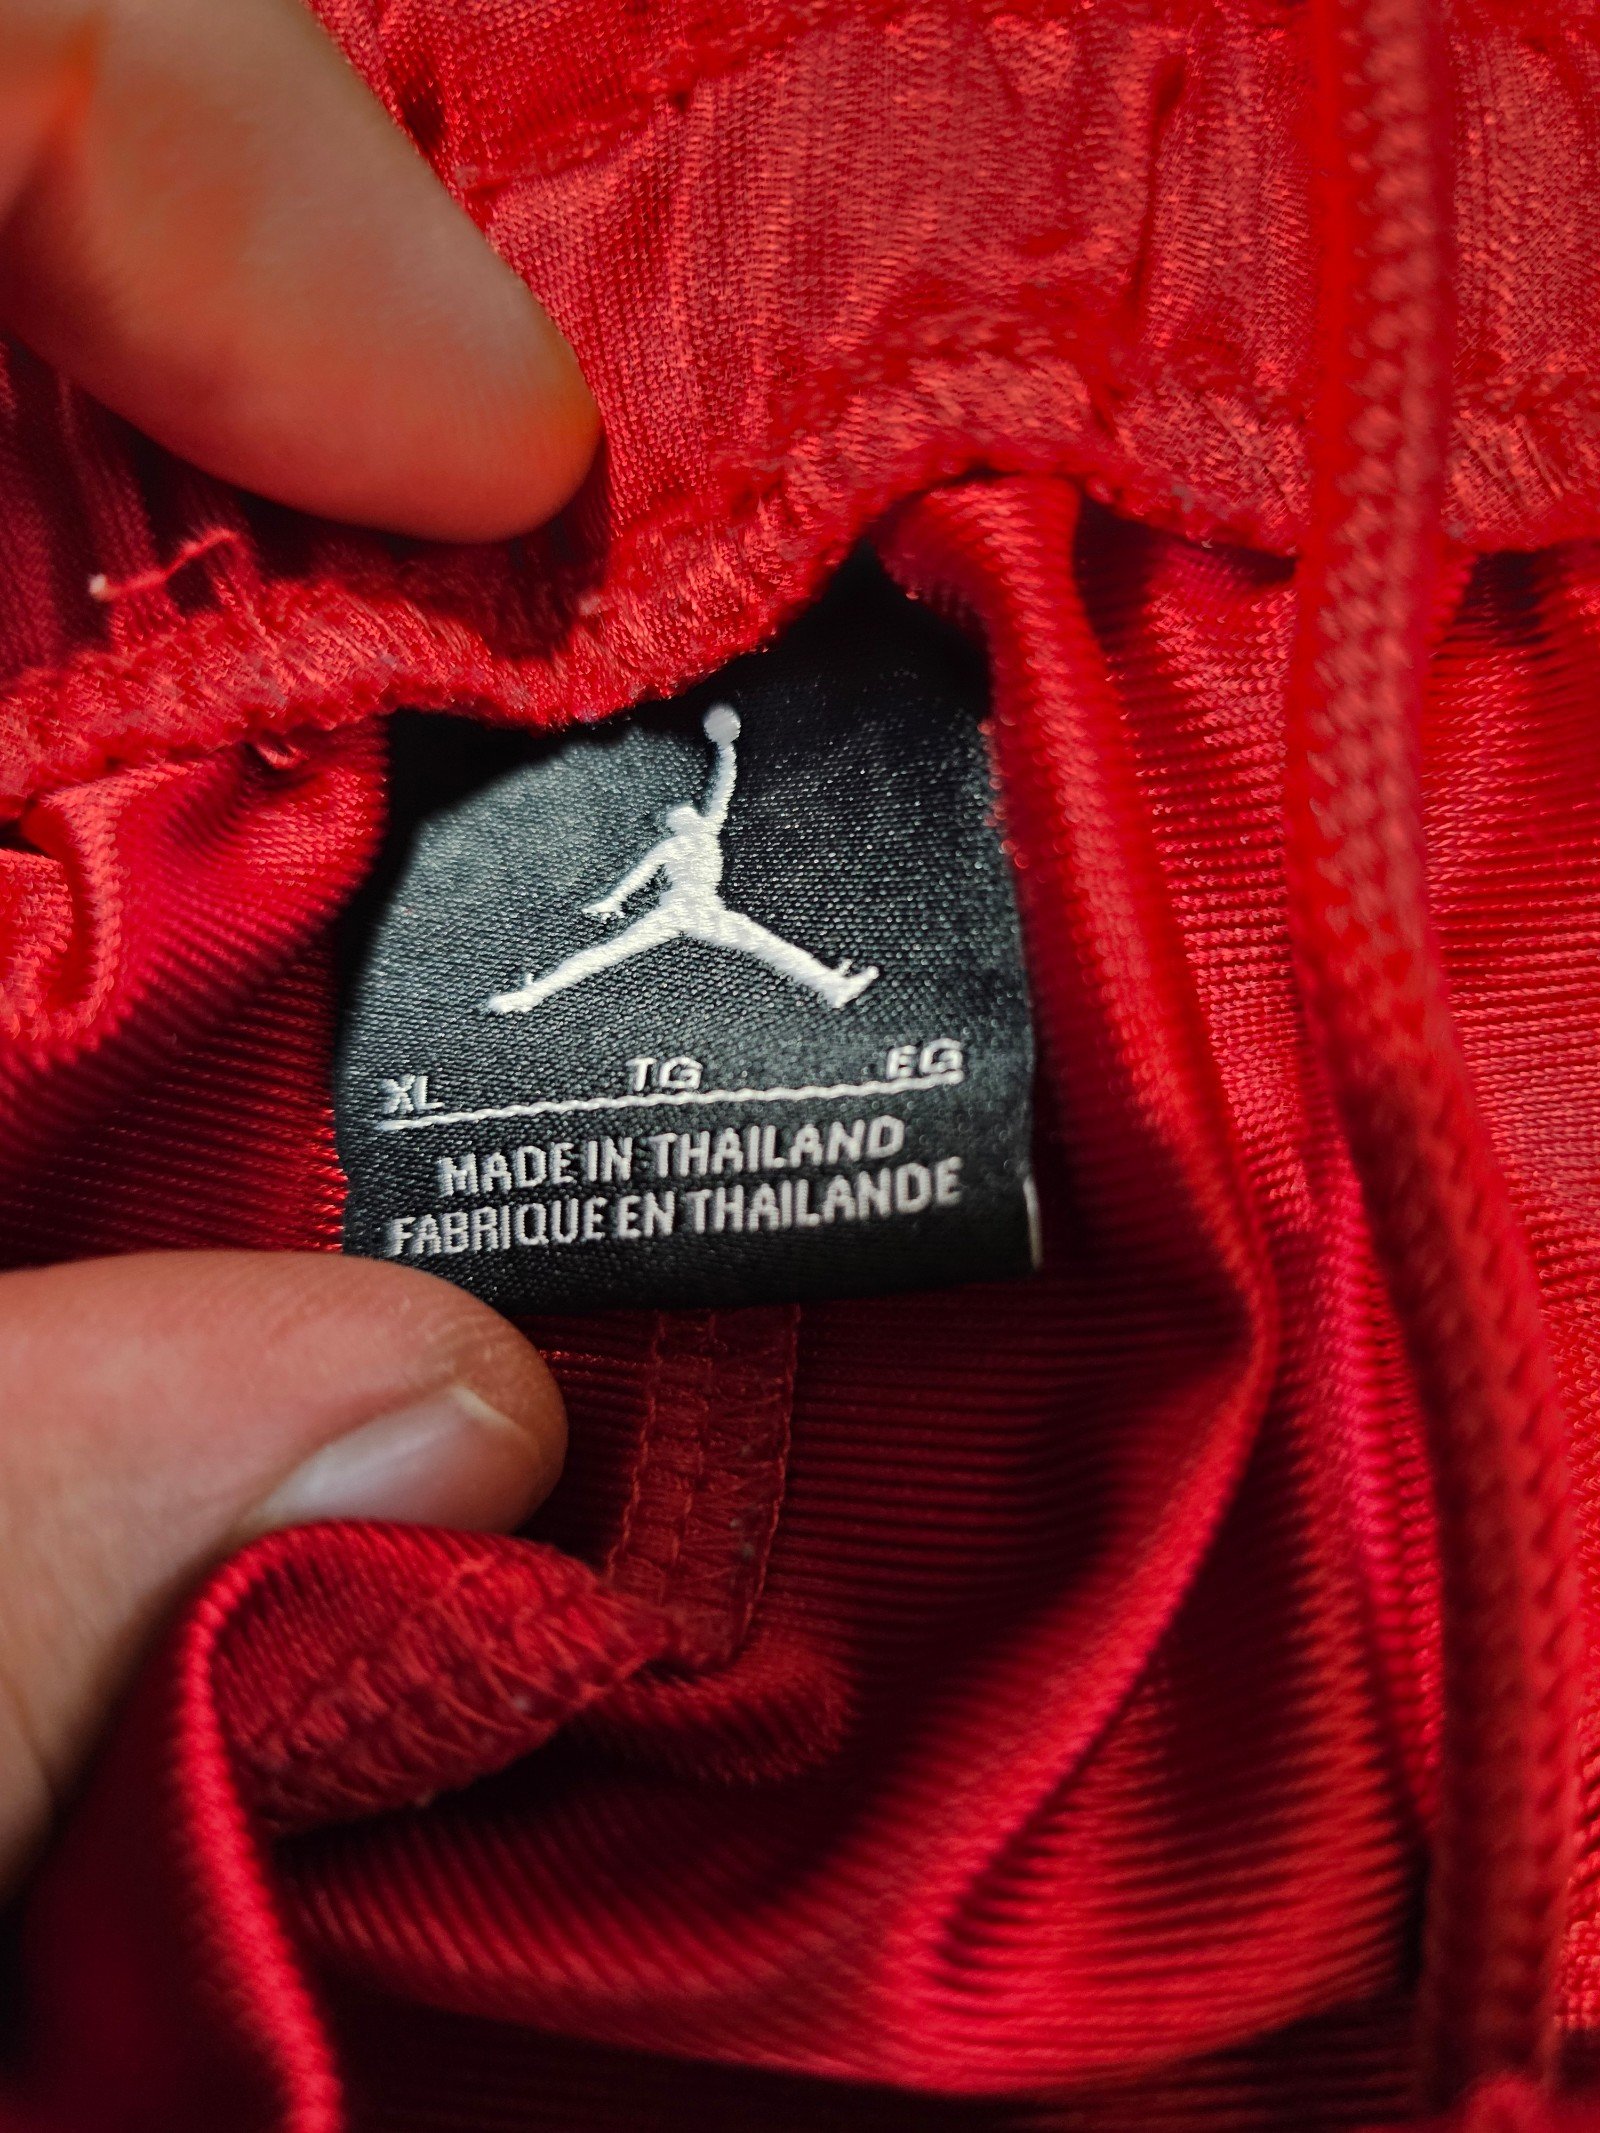 XL TG EG
MADE IN THAILAND
FABRIQUE EN THAILANDE